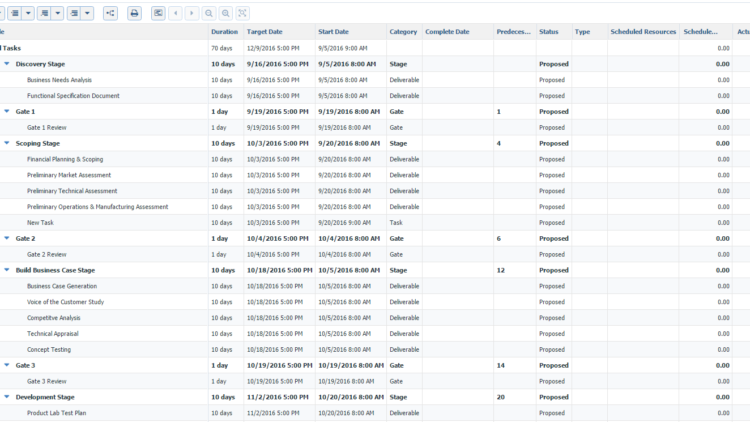 le Duration Target Date Start Date Category Complete Date Predeces... Status Type Scheduled Resources Schedule... Actu
l Tasks 70 days 12/9/2016 5:00 PM 9/5/2016 9:00 AM 0.00
Discovery Stage 10 days 9/16/2016 5:00 PM 9/5/2016 8:00 AM Stage Proposed 0.00
Business Needs Analysis 10 days 9/16/2016 5:00 PM 9/5/2016 8:00 AM Deliverable Proposed 0.00
Functional Specification Document 10 days 9/16/2016 5:00 PM 9/5/2016 8:00 AM Deliverable Proposed 0.00
Gate 1 1 day 9/19/2016 5:00 PM 9/19/2016 8:00 AM Gate 1 Proposed 0.00
Gate 1 Review 1 day 9/19/2016 5:00 PM 9/19/2016 8:00 AM Gate Proposed 0.00
Scoping Stage 10 days 10/3/2016 5:00 PM 9/20/2016 8:00 AM Stage 4 Proposed 0.00
Financial Planning & Scoping 10 days 10/3/2016 5:00 PM 9/20/2016 8:00 AM Deliverable Proposed 0.00
Preliminary Market Assessment 10 days 10/3/2016 5:00 PM 9/20/2016 8:00 AM Deliverable Proposed 0.00
Preliminary Technical Assessment 10 days 10/3/2016 5:00 PM 9/20/2016 8:00 AM Deliverable Proposed 0.00
Preliminary Operations & Manufacturing Assessment 10 days 10/3/2016 5:00 PM 9/20/2016 8:00 AM Deliverable Proposed 0.00
New Task 10 days 10/3/2016 5:00 PM 9/20/2016 9:00 AM Task Proposed 0.00
Gate 2 1 day 10/4/2016 5:00 PM 10/4/2016 8:00 AM Gate 6 Proposed 0.00
Gate 2 Review 1 day 10/4/2016 5:00 PM 10/4/2016 8:00 AM Gate Proposed 0.00
Build Business Case Stage 10 days 10/18/2016 5:00 PM 10/5/2016 8:00 AM Stage 12 Proposed 0.00
Business Case Generation 10 days 10/18/2016 5:00 PM 10/5/2016 8:00 AM Deliverable Proposed 0.00
Voice of the Customer Study 10 days 10/18/2016 5:00 PM 10/5/2016 8:00 AM Deliverable Proposed 0.00
Competitve Analysis 10 days 10/18/2016 5:00 PM 10/5/2016 8:00 AM Deliverable Proposed 0.00
Technical Appraisal 10 days 10/18/2016 5:00 PM 10/5/2016 8:00 AM Deliverable Proposed 0.00
Concept Testing 10 days 10/18/2016 5:00 PM 10/5/2016 8:00 AM Deliverable Proposed 0.00
Gate 3 1 day 10/19/2016 5:00 PM 10/19/2016 8:00 AM Gate 14 Proposed 0.00
Gate 3 Review 1 day 10/19/2016 5:00 PM 10/19/2016 8:00 AM Gate Proposed 0.00
Development Stage 10 days 11/2/2016 5:00 PM 10/20/2016 8:00 AM Stage 20 Proposed 0.00
Product Lab Test Plan 10 days 11/2/2016 5:00 PM 10/20/2016 8:00 AM Deliverable Proposed 0.00